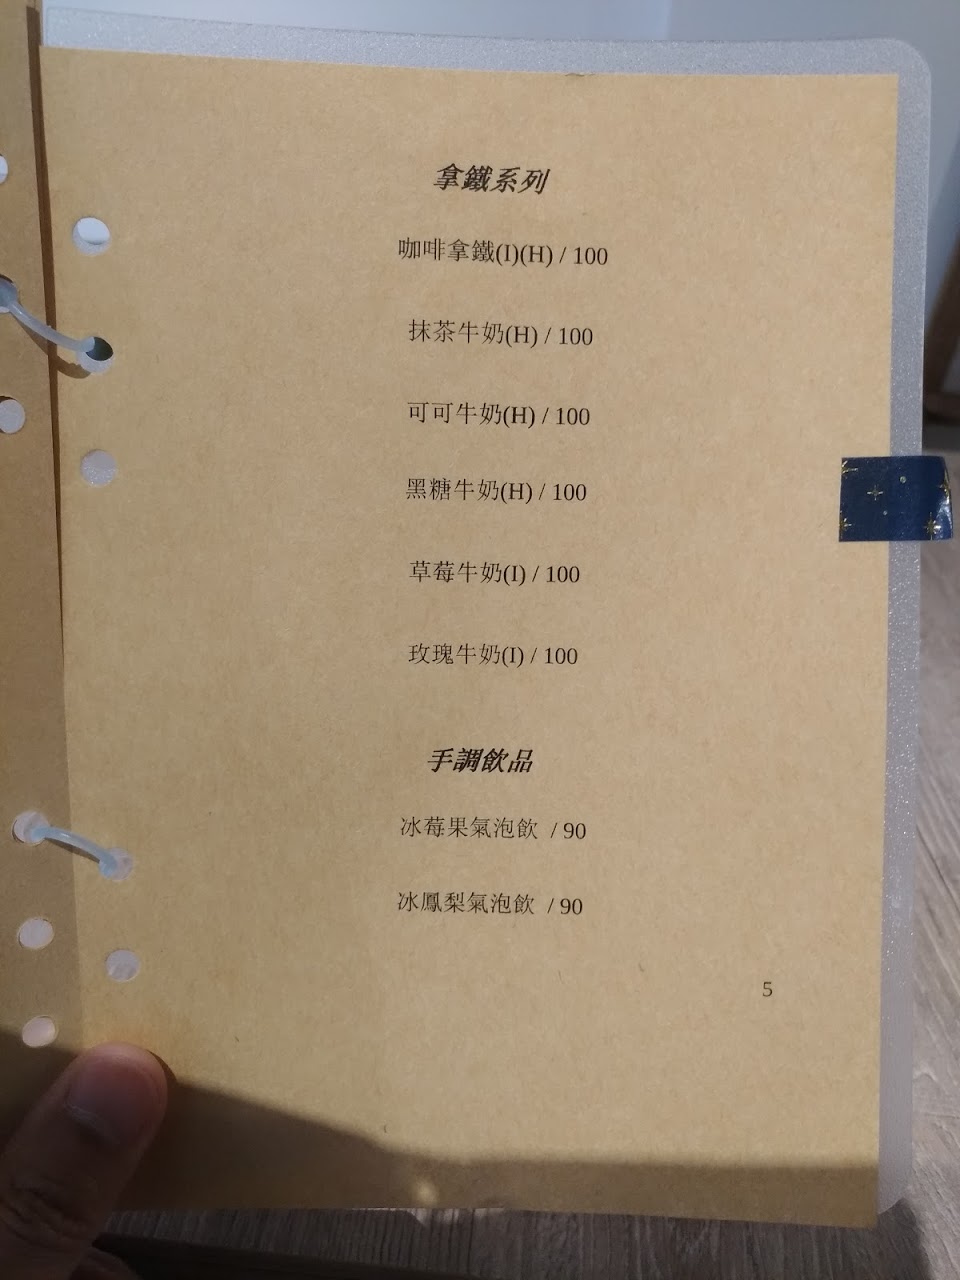 拿鐵系列
咖啡拿鐵(I)(H) / 100
抹茶牛奶(H) / 100
可可牛奶(H) / 100
黑糖牛奶(H) / 100
草莓牛奶(I) / 100
玫瑰牛奶(I) / 100
手調飲品
冰莓果氣泡飲 / 90
冰鳳梨氣泡飲 / 90
5